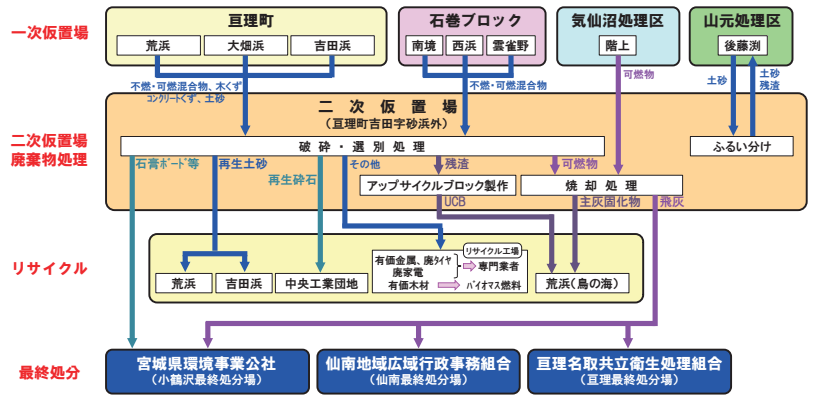 一次仮置場
亘理町
荒浜
大畑浜
吉田浜
石巻ブロック
南境
西浜
雲雀野
気仙沼処理区
階上
山元処理区
後藤渕
不燃・可燃混合物、木くず
コンクリートくず、土砂
不燃・可燃混合物
可燃物
土砂
土砂
残渣
二次仮置場
廃棄物処理
二次仮置場
(亘理町吉田字砂浜外)
破砕・選別処理
ふるい分け
石膏ボード等
再生土砂
再生砕石
その他
残渣
可燃物
アップサイクルブロック製作
焼却処理
UCB
主灰固化物
飛灰
リサイクル
荒浜
吉田浜
中央工業団地
有価金属、廃タイヤ
廃家電
リサイクル工場
専門業者
有価木材
バイオマス燃料
荒浜(鳥の海)
最終処分
宮城県環境事業公社
(小鶴沢最終処分場)
仙南地域広域行政事務組合
(仙南最終処分場)
亘理名取共立衛生処理組合
(亘理最終処分場)